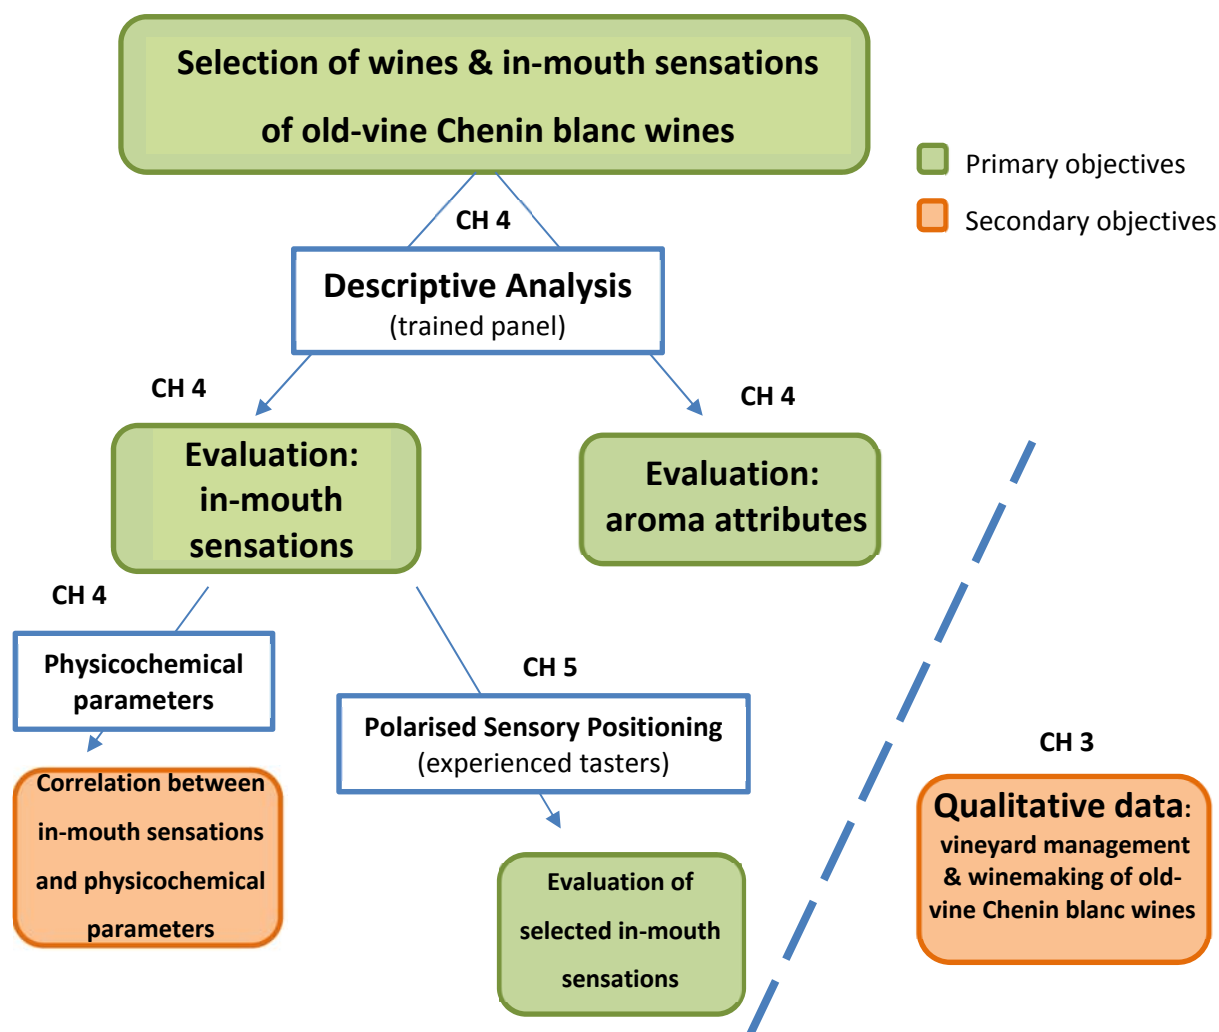 Selection of wines & in-mouth sensations
of old-vine Chenin blanc wines
Primary objectives
Secondary objectives
CH 4
Descriptive Analysis
(trained panel)
CH 4
CH 4
Evaluation:
in-mouth
sensations
Evaluation:
aroma attributes
CH 4
Physicochemical
parameters
CH 5
Polarised Sensory Positioning
(experienced tasters)
Correlation between
in-mouth sensations
and physicochemical
parameters
Evaluation of
selected in-mouth
sensations
CH 3
Qualitative data:
vineyard management
& winemaking of old-
vine Chenin blanc wines